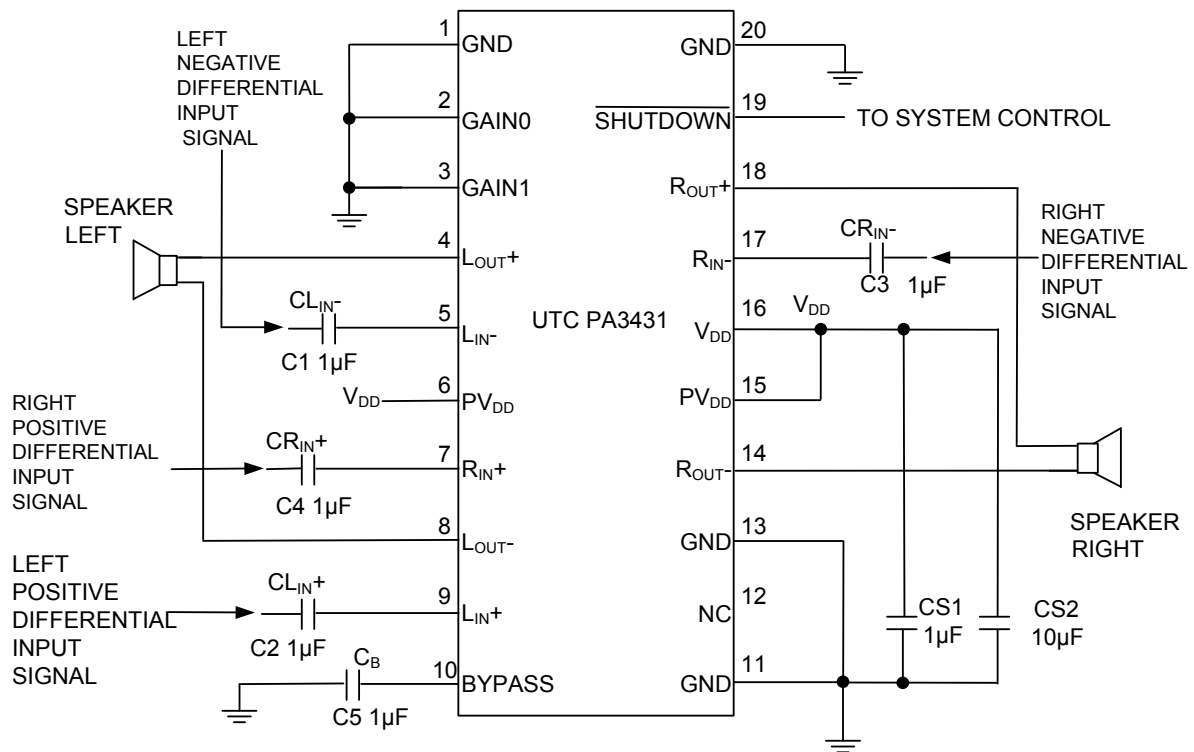 LEFT
NEGATIVE
DIFFERENTIAL
INPUT
SIGNAL
1
GND
2
GAIN0
3
GAIN1
SPEAKER
LEFT
4
LOUT+
CLIN-
5
LIN-
C1 1µF
VDD
6
PVDD
RIGHT
POSITIVE
DIFFERENTIAL
INPUT
SIGNAL
CRIN+
7
RIN+
C4 1µF
8
LOUT-
LEFT
POSITIVE
DIFFERENTIAL
INPUT
SIGNAL
CLIN+
9
LIN+
C2 1µF
CB
10
BYPASS
C5 1µF
UTC PA3431
20
GND
19
SHUTDOWN
TO SYSTEM CONTROL
18
ROUT+
17
RIN-
CRIN-
C3 1µF
RIGHT
NEGATIVE
DIFFERENTIAL
INPUT
SIGNAL
16
VDD
VDD
15
PVDD
14
ROUT-
SPEAKER
RIGHT
13
GND
12
NC
CS1
1µF
CS2
10µF
11
GND